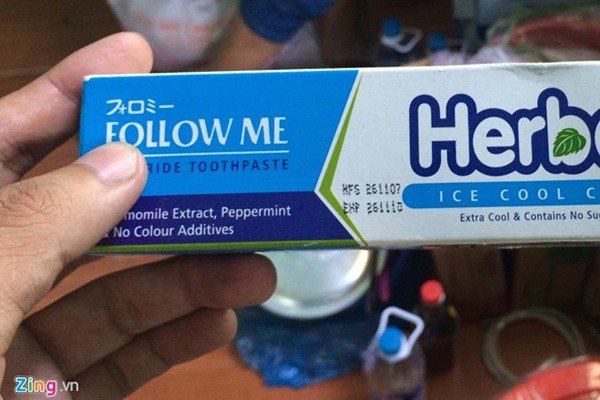 フォロミー
FOLLOW ME
RIDE TOOTHPASTE
momile Extract, Peppermint
No Colour Additives
Herb
ICE COOL C
Extra Cool & Contains No Su
MFG 261107
EXP 261110
Zing.vn